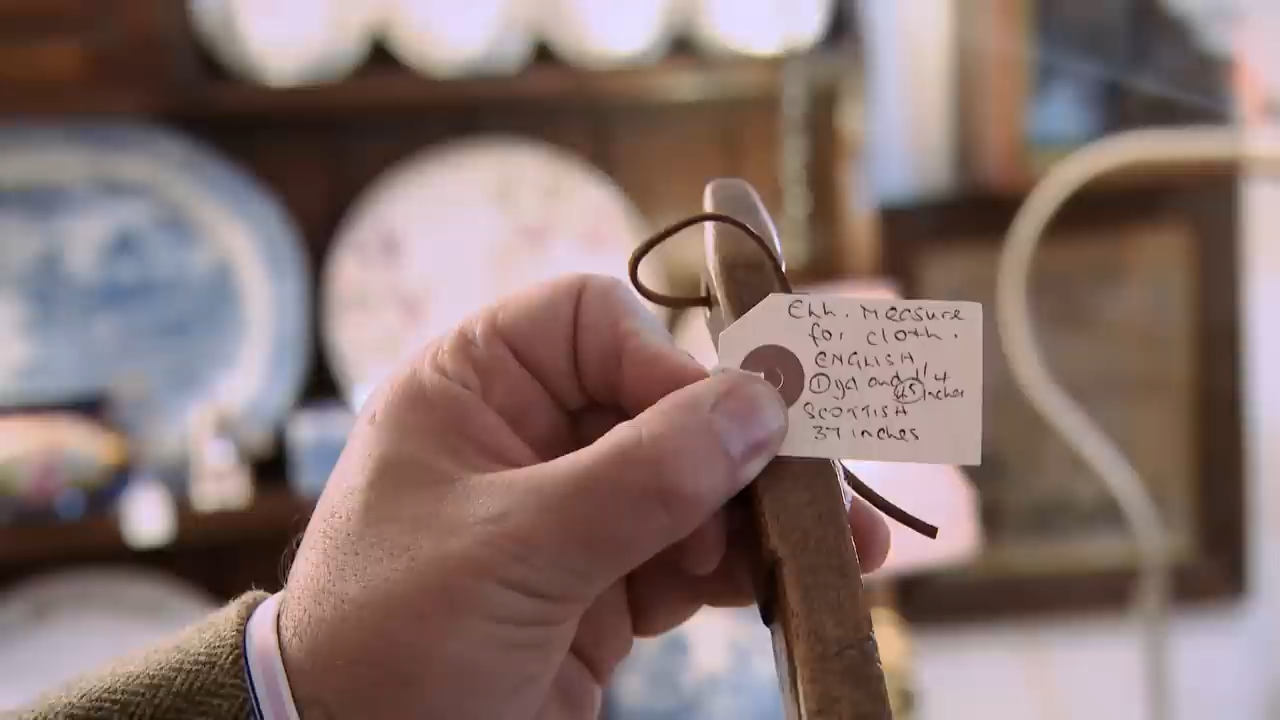 Ell. Measure
for cloth.
ENGLISH
① yd and 1/4
㊺ inches
SCOTTISH
37 inches